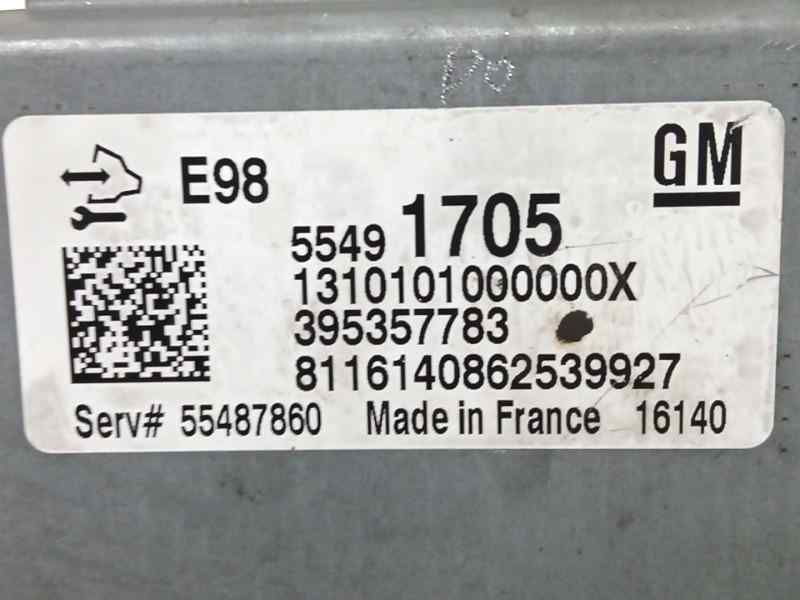 GM
E98
5549 1705
1310101000000X
395357783
8116140862539927
Serv# 55487860 Made in France 16140